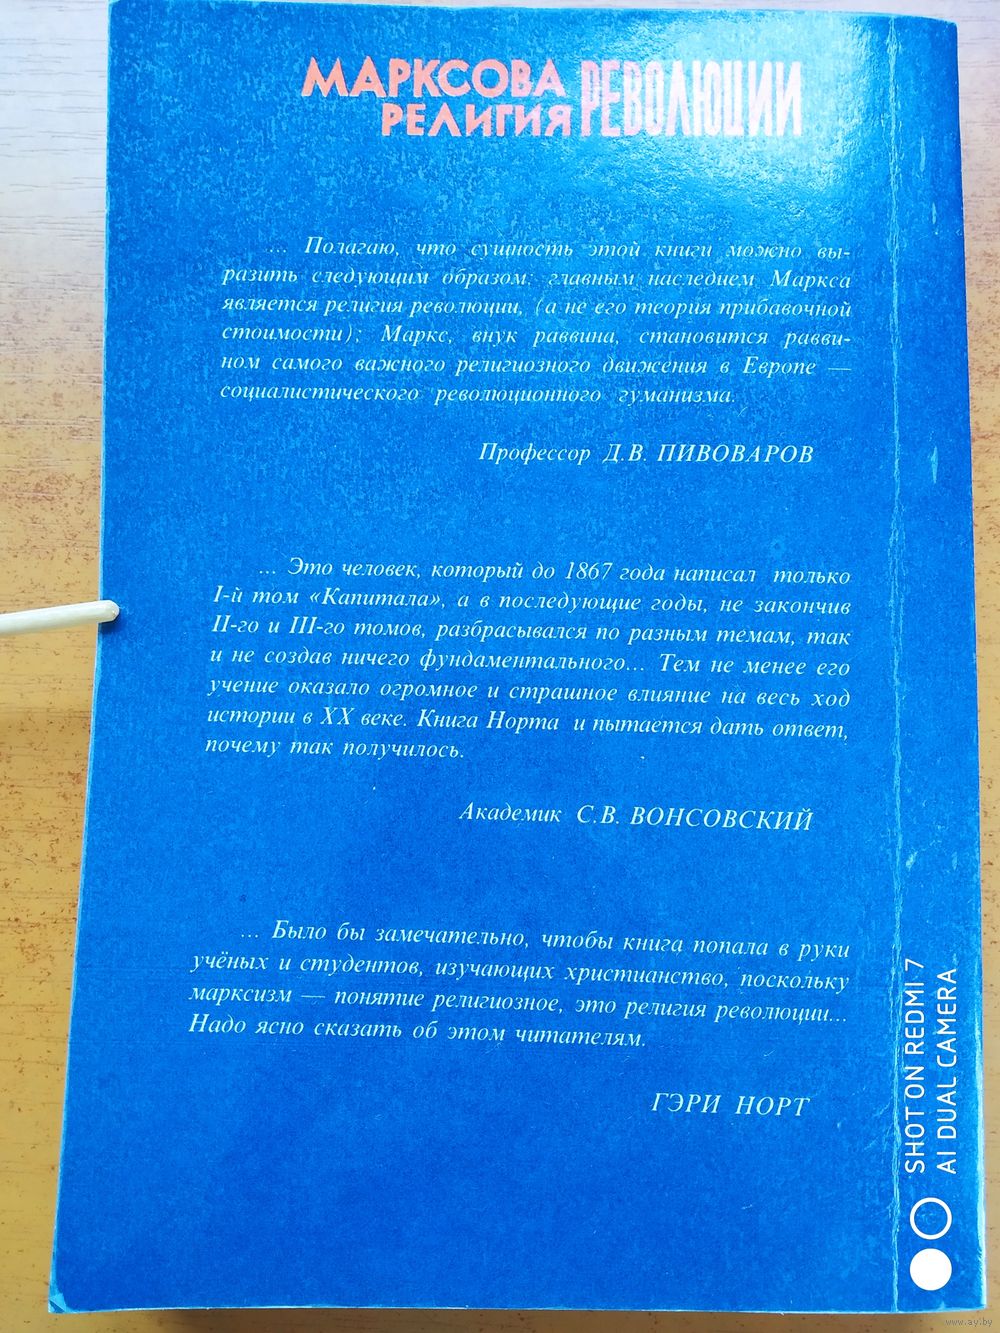 МАРКСОВА РЕВОЛЮЦИИ
РЕЛИГИЯ
... Полагаю, что сущность этой книги можно вы-
разить следующим образом: главным наследием Маркса
является религия революции, (а не его теория прибавочной
стоимости); Маркс, внук раввина, становится равви-
ном самого важного религиозного движения в Европе —
социалистического революционного гуманизма.
Профессор Д.В. ПИВОВАРОВ
... Это человек, который до 1867 года написал только
I-й том «Капитала», а в последующие годы, не закончив
II-го и III-го томов, разбрасывался по разным темам, так
и не создав ничего фундаментального... Тем не менее его
учение оказало огромное и страшное влияние на весь ход
истории в XX веке. Книга Норта и пытается дать ответ,
почему так получилось.
Академик С.В. ВОНСОВСКИЙ
... Было бы замечательно, чтобы книга попала в руки
учёных и студентов, изучающих христианство, поскольку
марксизм — понятие религиозное, это религия революции...
Надо ясно сказать об этом читателям.
ГЭРИ НОРТ
SHOT ON REDMI 7
AI DUAL CAMERA
www.ay.by